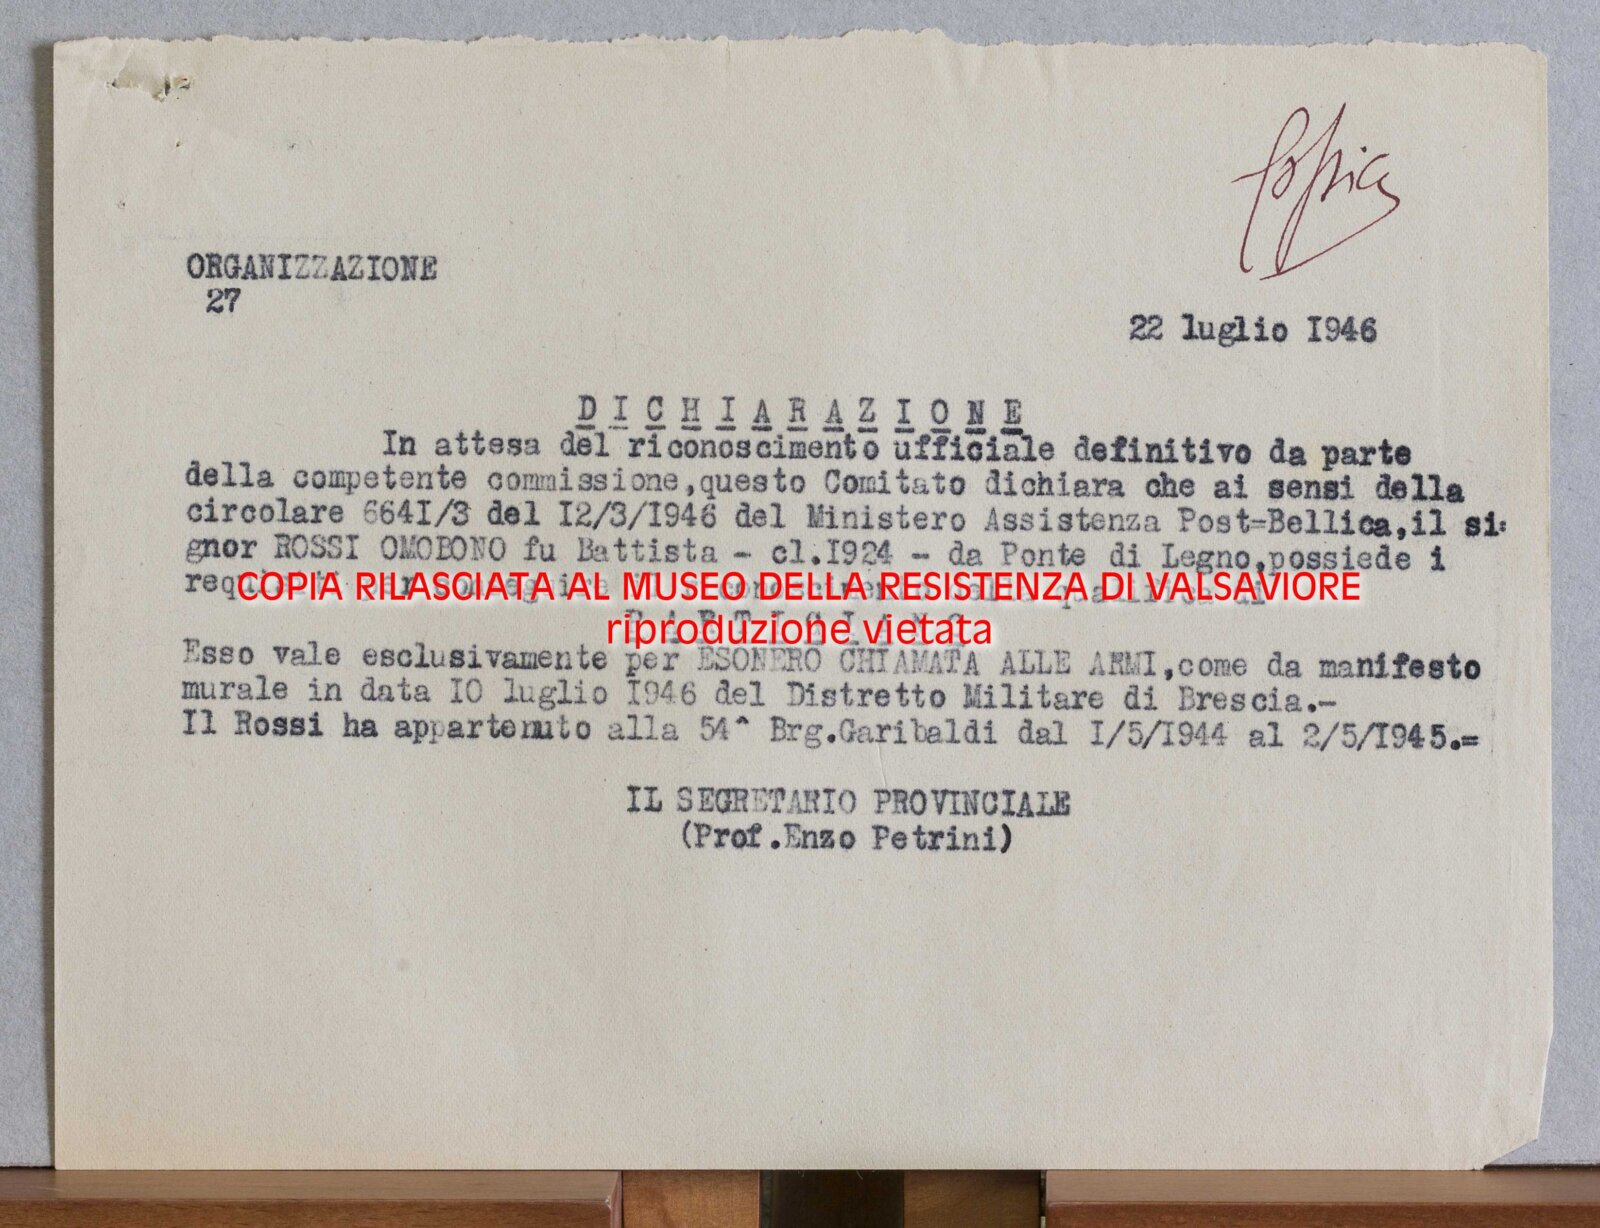 Copia
ORGANIZZAZIONE
27
22 luglio I946
DICHIARAZIONE
In attesa del riconoscimento ufficiale definitivo da parte
della competente commissione,questo Comitato dichiara che ai sensi della
circolare 664I/3 del I2/3/I946 del Ministero Assistenza Post=Bellica,il si=
gnor ROSSI OMOBONO fu Battista - cl.I924 - da Ponte di Legno,possiede i
COPIA RILASCIATA AL MUSEO DELLA RESISTENZA DI VALSAVIORE
riproduzione vietata
PARTIGIANO
Esso vale esclusivamente per ESONERO CHIAMATA ALLE ARMI,come da manifesto
murale in data IO luglio I946 del Distretto Militare di Brescia.-
Il Rossi ha appartenuto alla 54^ Brg.Garibaldi dal I/5/I944 al 2/5/I945.=
IL SEGRETARIO PROVINCIALE
(Prof.Enzo Petrini)